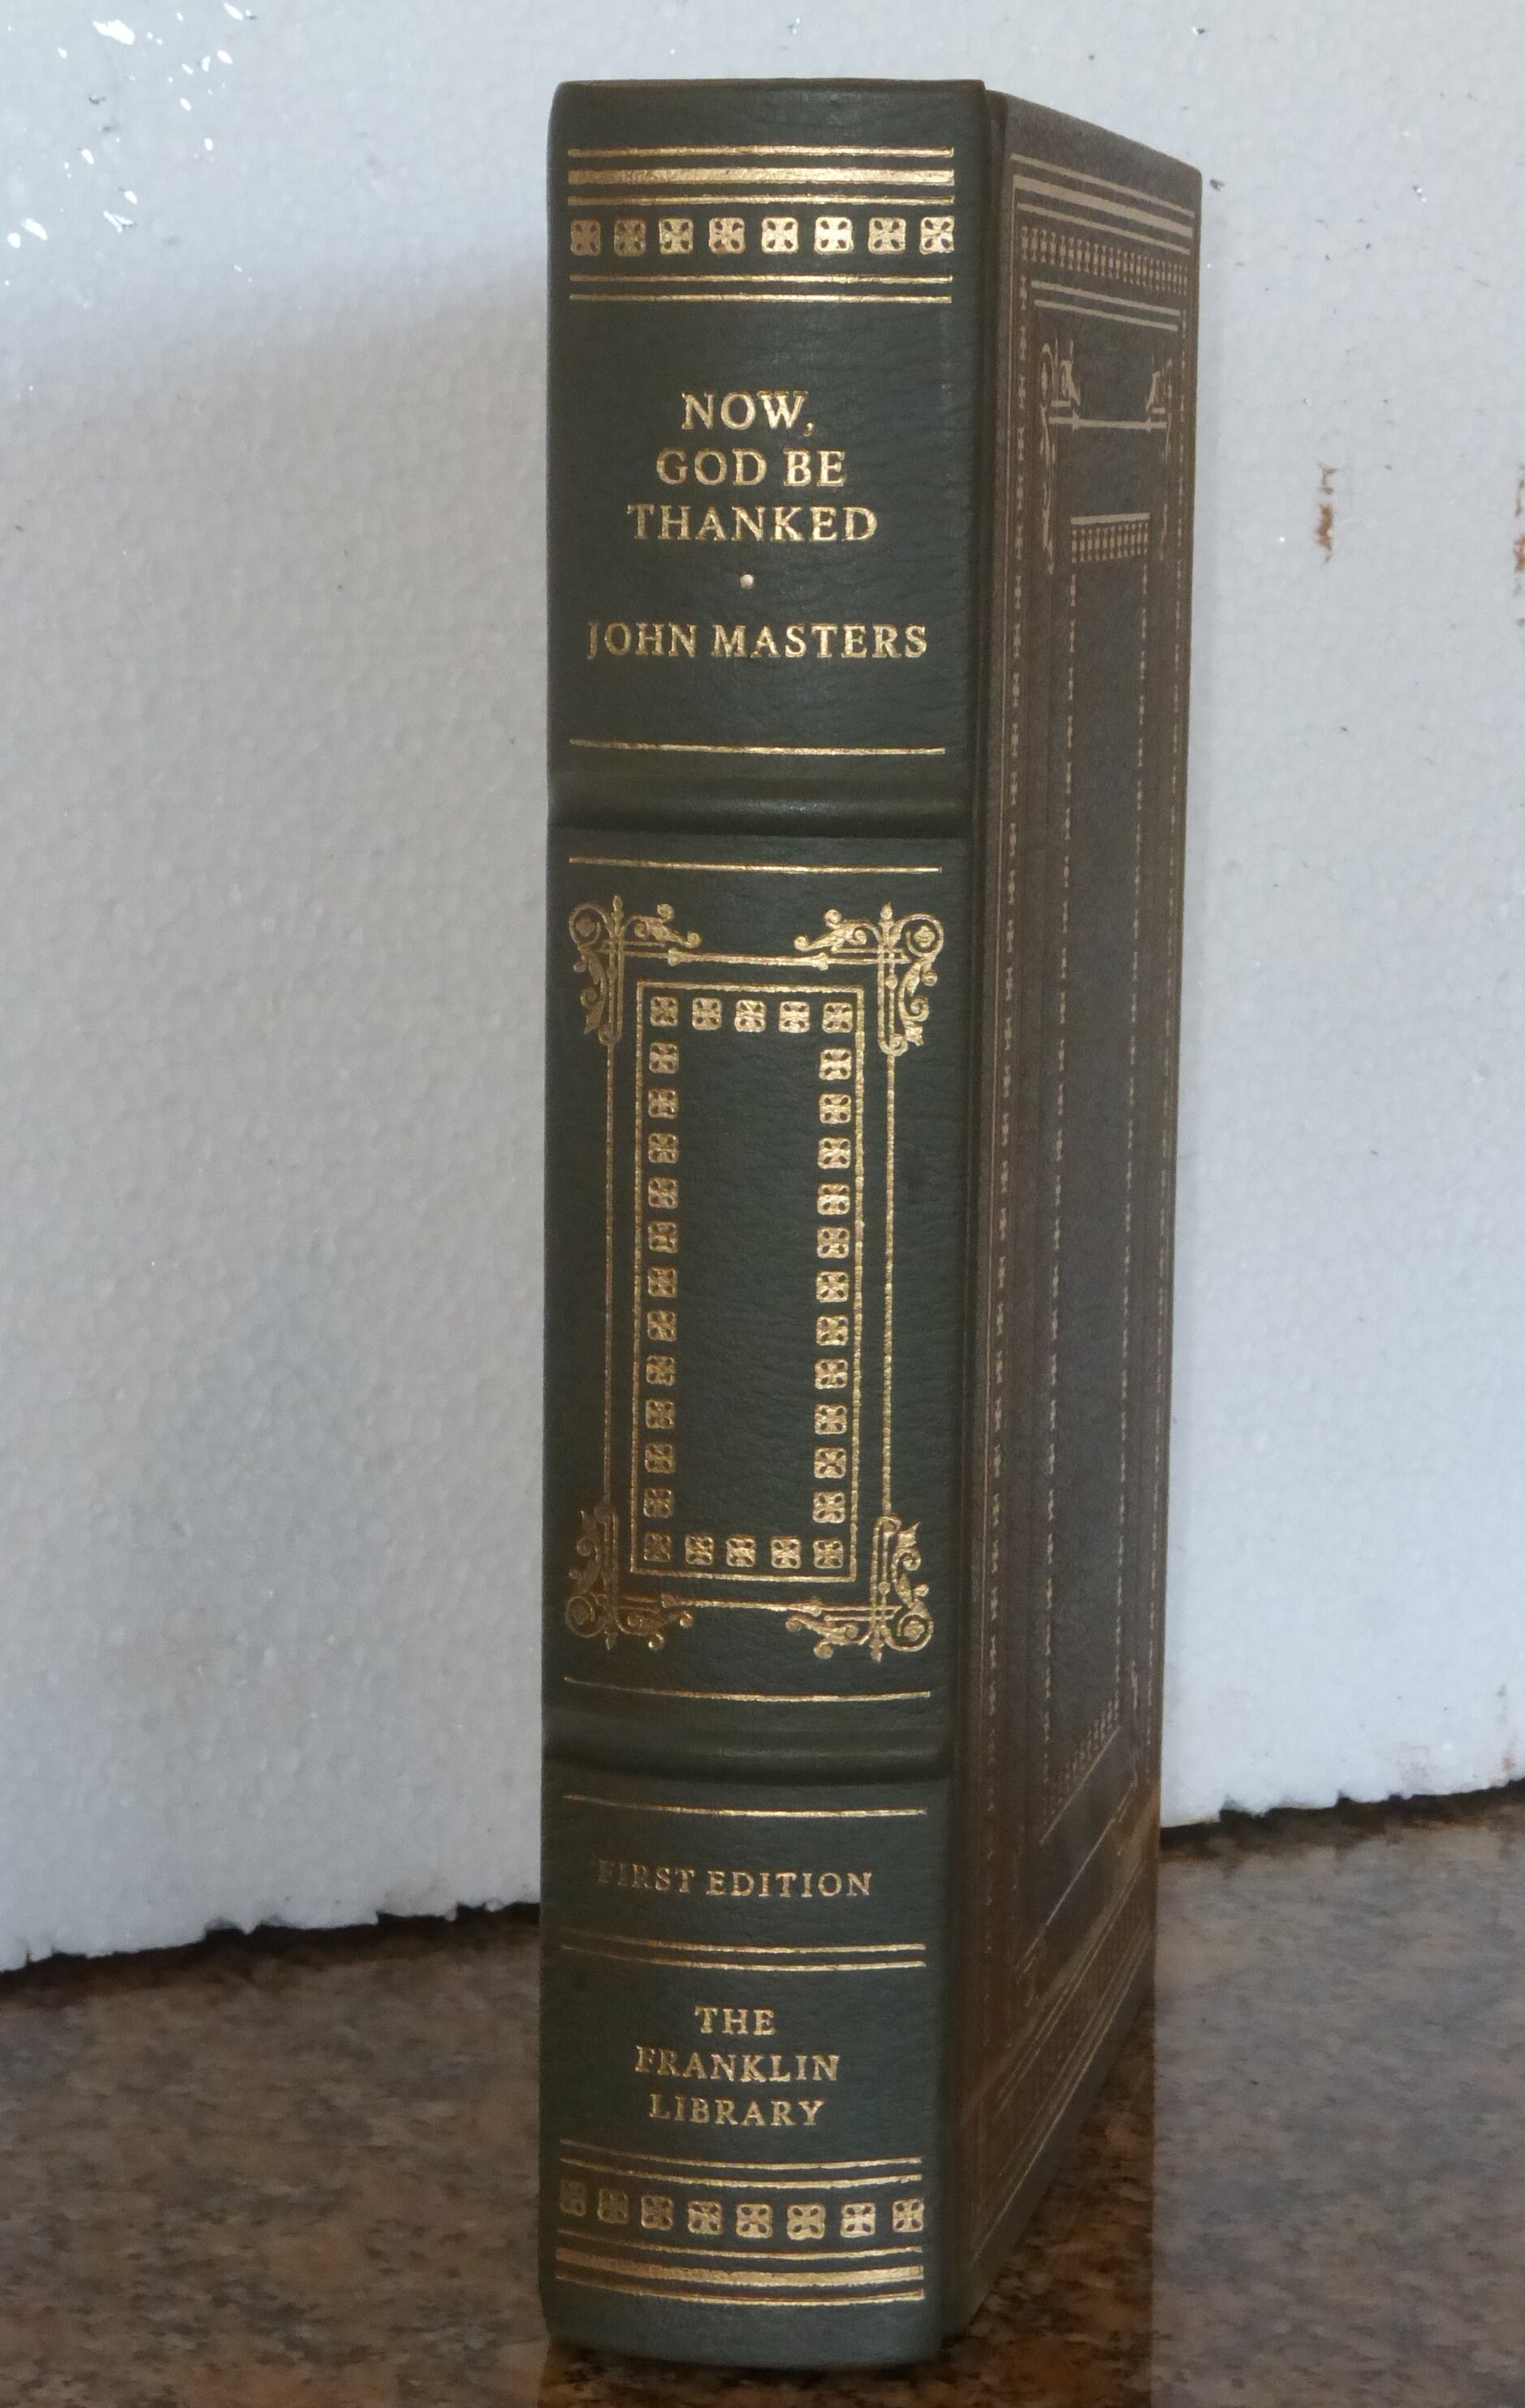 NOW,
GOD BE
THANKED
JOHN MASTERS
FIRST EDITION
THE
FRANKLIN
LIBRARY